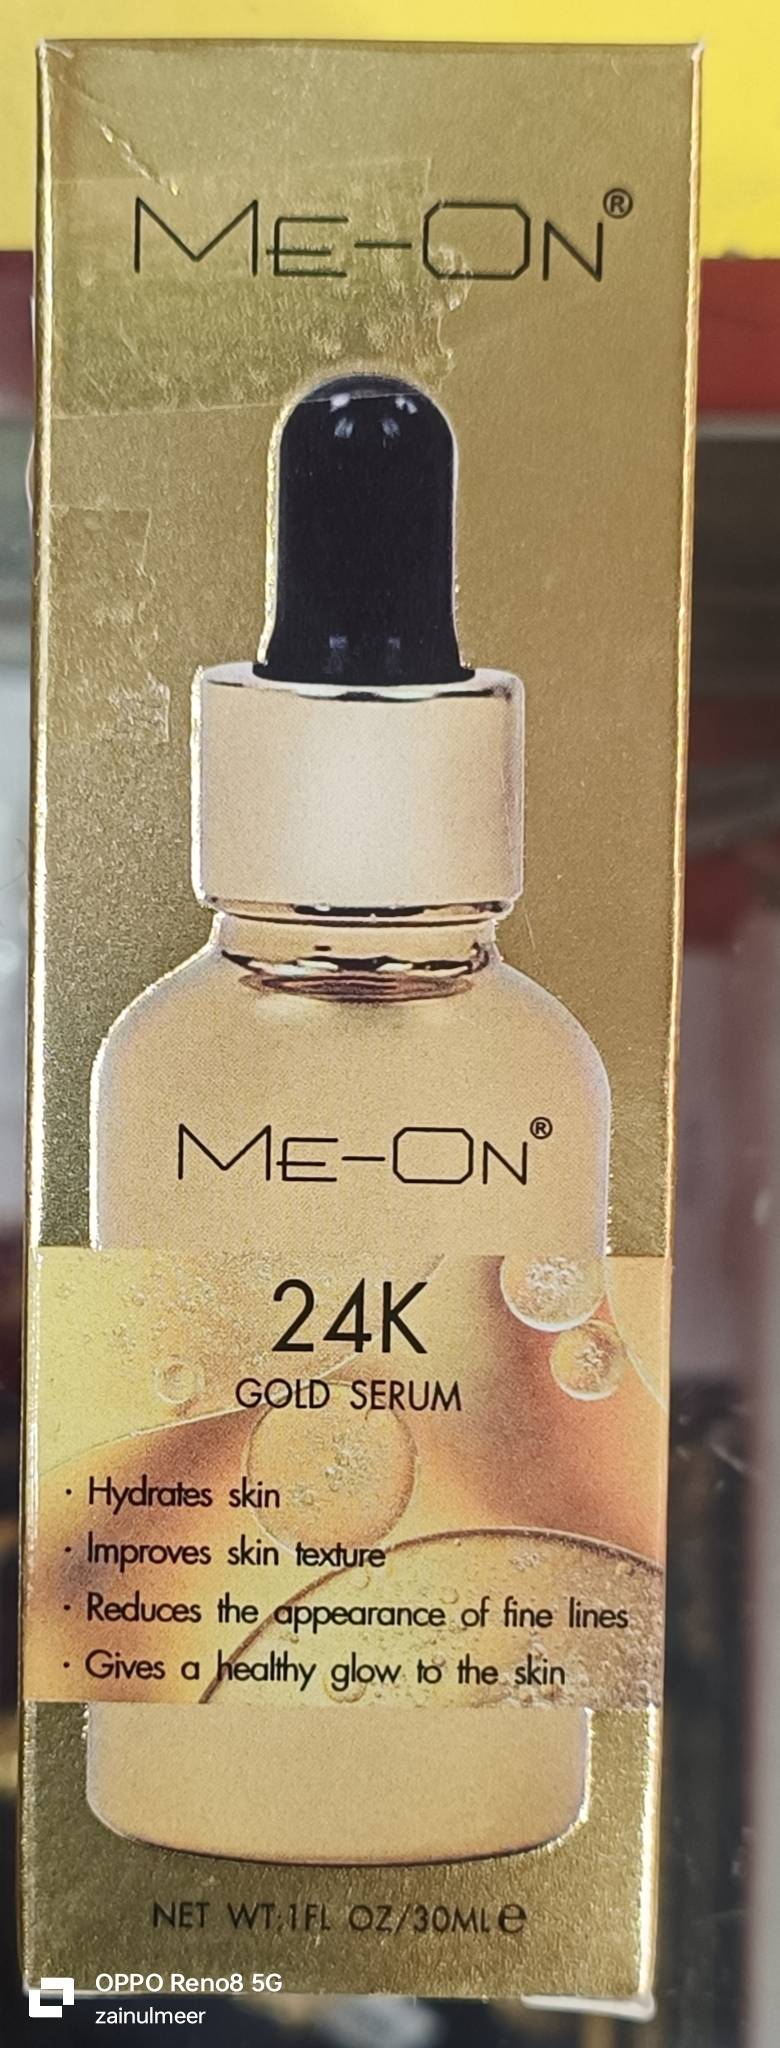 ME-ON®
ME-ON®
24K
GOLD SERUM
· Hydrates skin
· Improves skin texture
· Reduces the appearance of fine lines
· Gives a healthy glow to the skin
NET WT:1FL OZ/30ML℮
OPPO Reno8 5G
zainulmeer